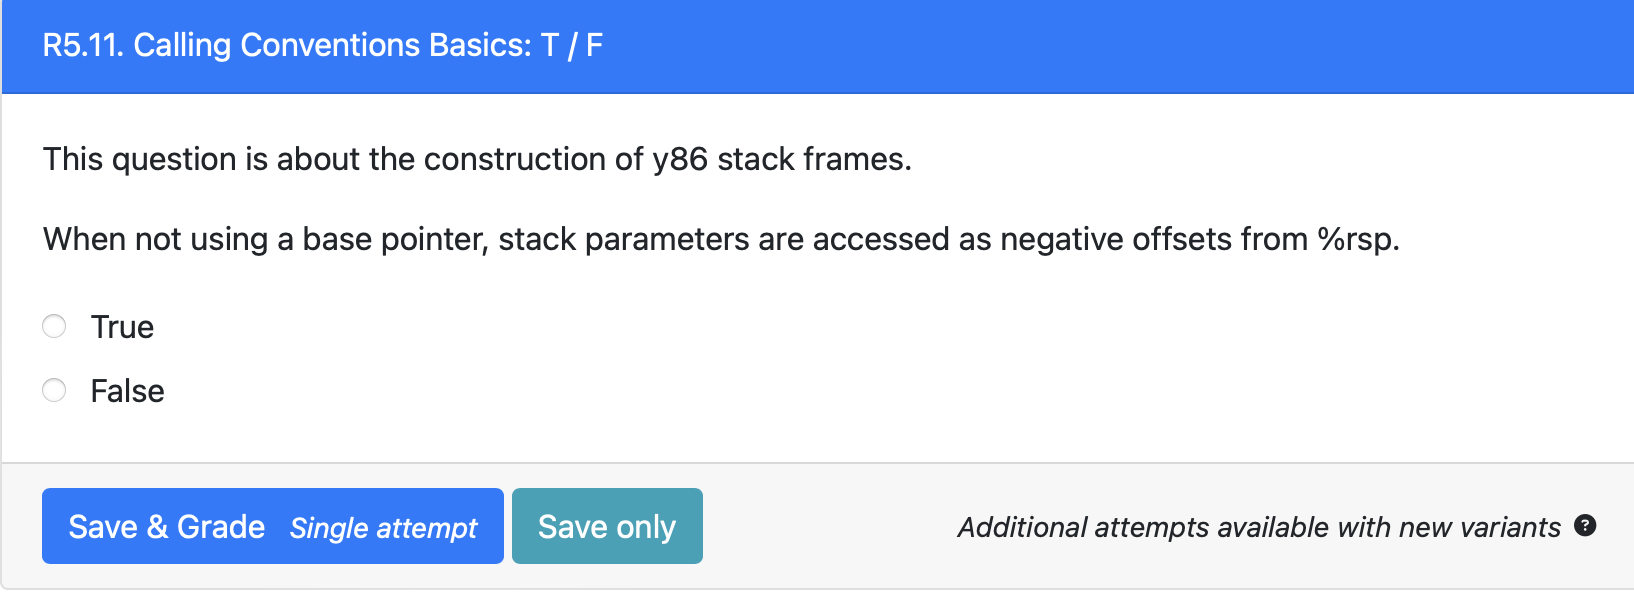 R5.11. Calling Conventions Basics: T / F
This question is about the construction of y86 stack frames.
When not using a base pointer, stack parameters are accessed as negative offsets from %rsp.
True
False
Save & Grade Single attempt Save only Additional attempts available with new variants ?